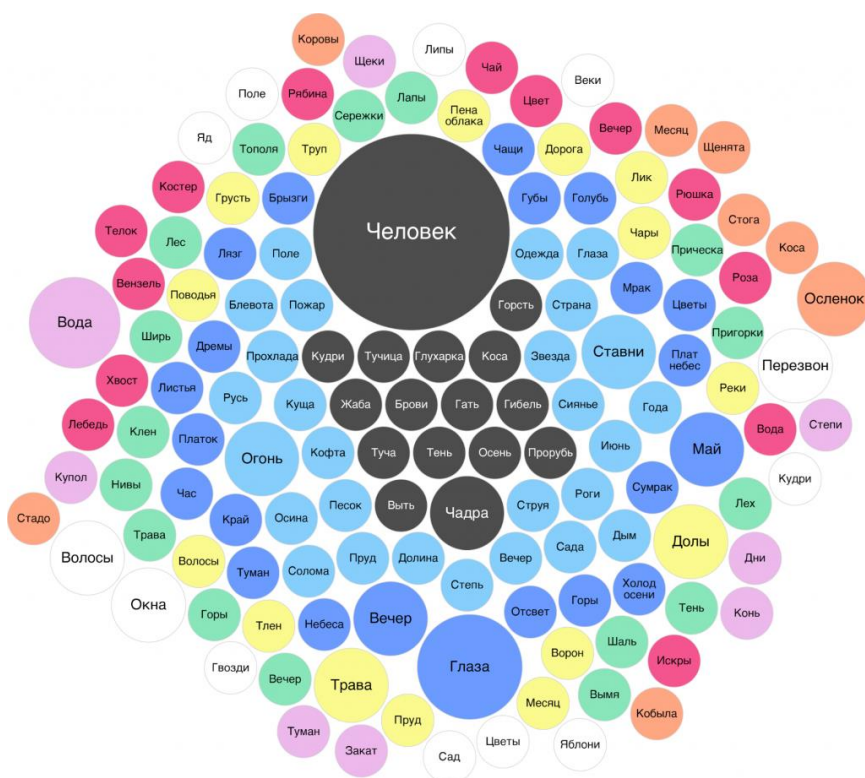 Коровы
Щеки
Липы
Чай
Веки
Поле
Рябина
Сережки
Лапы
Пена
облака
Цвет
Вечер
Месяц
Щенята
Яд
Тополя
Труп
Чащи
Дорога
Лик
Рюшка
Костер
Грусть
Брызги
Человек
Губы
Голубь
Чары
Прическа
Стога
Коса
Телок
Лес
Лязг
Поле
Одежда
Глаза
Роза
Вензель
Поводья
Блевота
Пожар
Горсть
Страна
Мрак
Цветы
Осленок
Вода
Ширь
Дремы
Прохлада
Кудри
Тучица
Глухарка
Коса
Звезда
Ставни
Плат
небес
Пригорки
Перезвон
Хвост
Листья
Русь
Куща
Жаба
Брови
Гать
Гибель
Сиянье
Года
Реки
Лебедь
Клен
Платок
Огонь
Кофта
Туча
Тень
Осень
Прорубь
Июнь
Май
Вода
Степи
Купол
Нивы
Час
Песок
Выть
Чадра
Струя
Роги
Сумрак
Кудри
Стадо
Трава
Край
Осина
Лех
Волосы
Волосы
Туман
Солома
Пруд
Долина
Степь
Вечер
Сада
Дым
Долы
Дни
Окна
Горы
Тлен
Небеса
Вечер
Глаза
Отсвет
Горы
Холод
осени
Тень
Конь
Гвозди
Вечер
Трава
Ворон
Шаль
Искры
Туман
Закат
Пруд
Сад
Цветы
Месяц
Яблони
Вымя
Кобыла